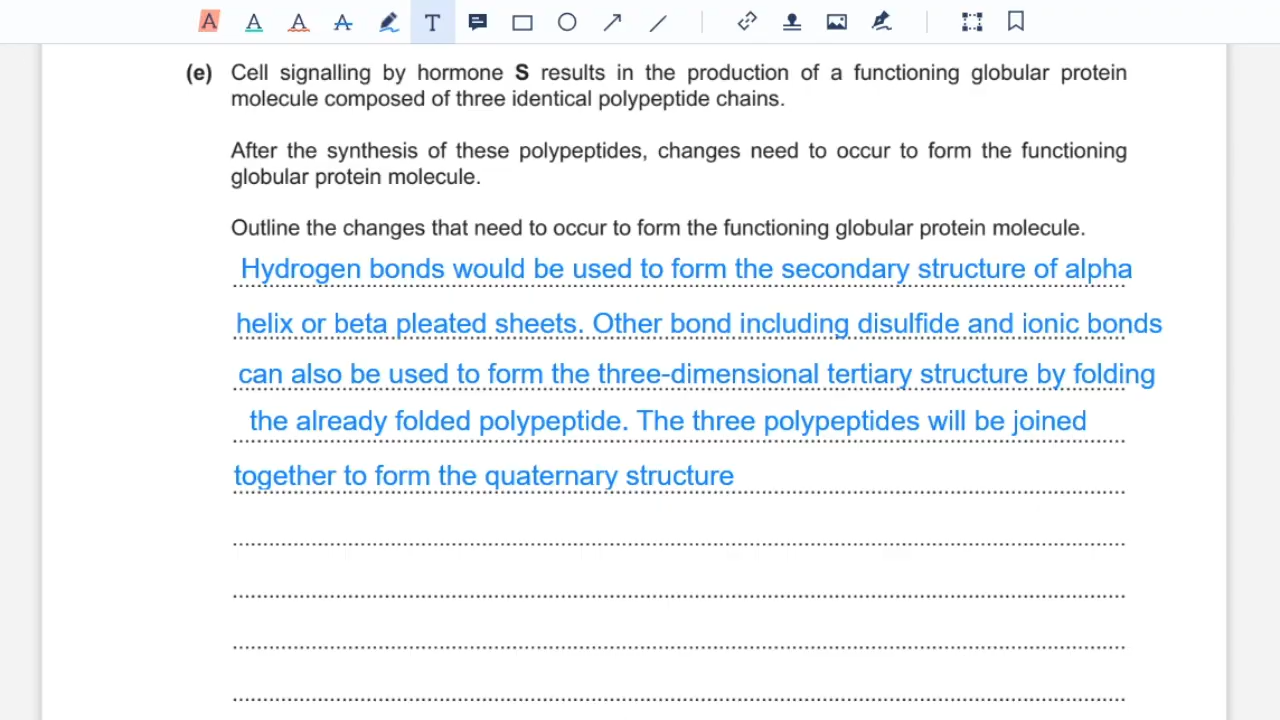 A A A A T
(e) Cell signalling by hormone S results in the production of a functioning globular protein
molecule composed of three identical polypeptide chains.
After the synthesis of these polypeptides, changes need to occur to form the functioning
globular protein molecule.
Outline the changes that need to occur to form the functioning globular protein molecule.
Hydrogen bonds would be used to form the secondary structure of alpha
helix or beta pleated sheets. Other bond including disulfide and ionic bonds
can also be used to form the three-dimensional tertiary structure by folding
the already folded polypeptide. The three polypeptides will be joined
together to form the quaternary structure